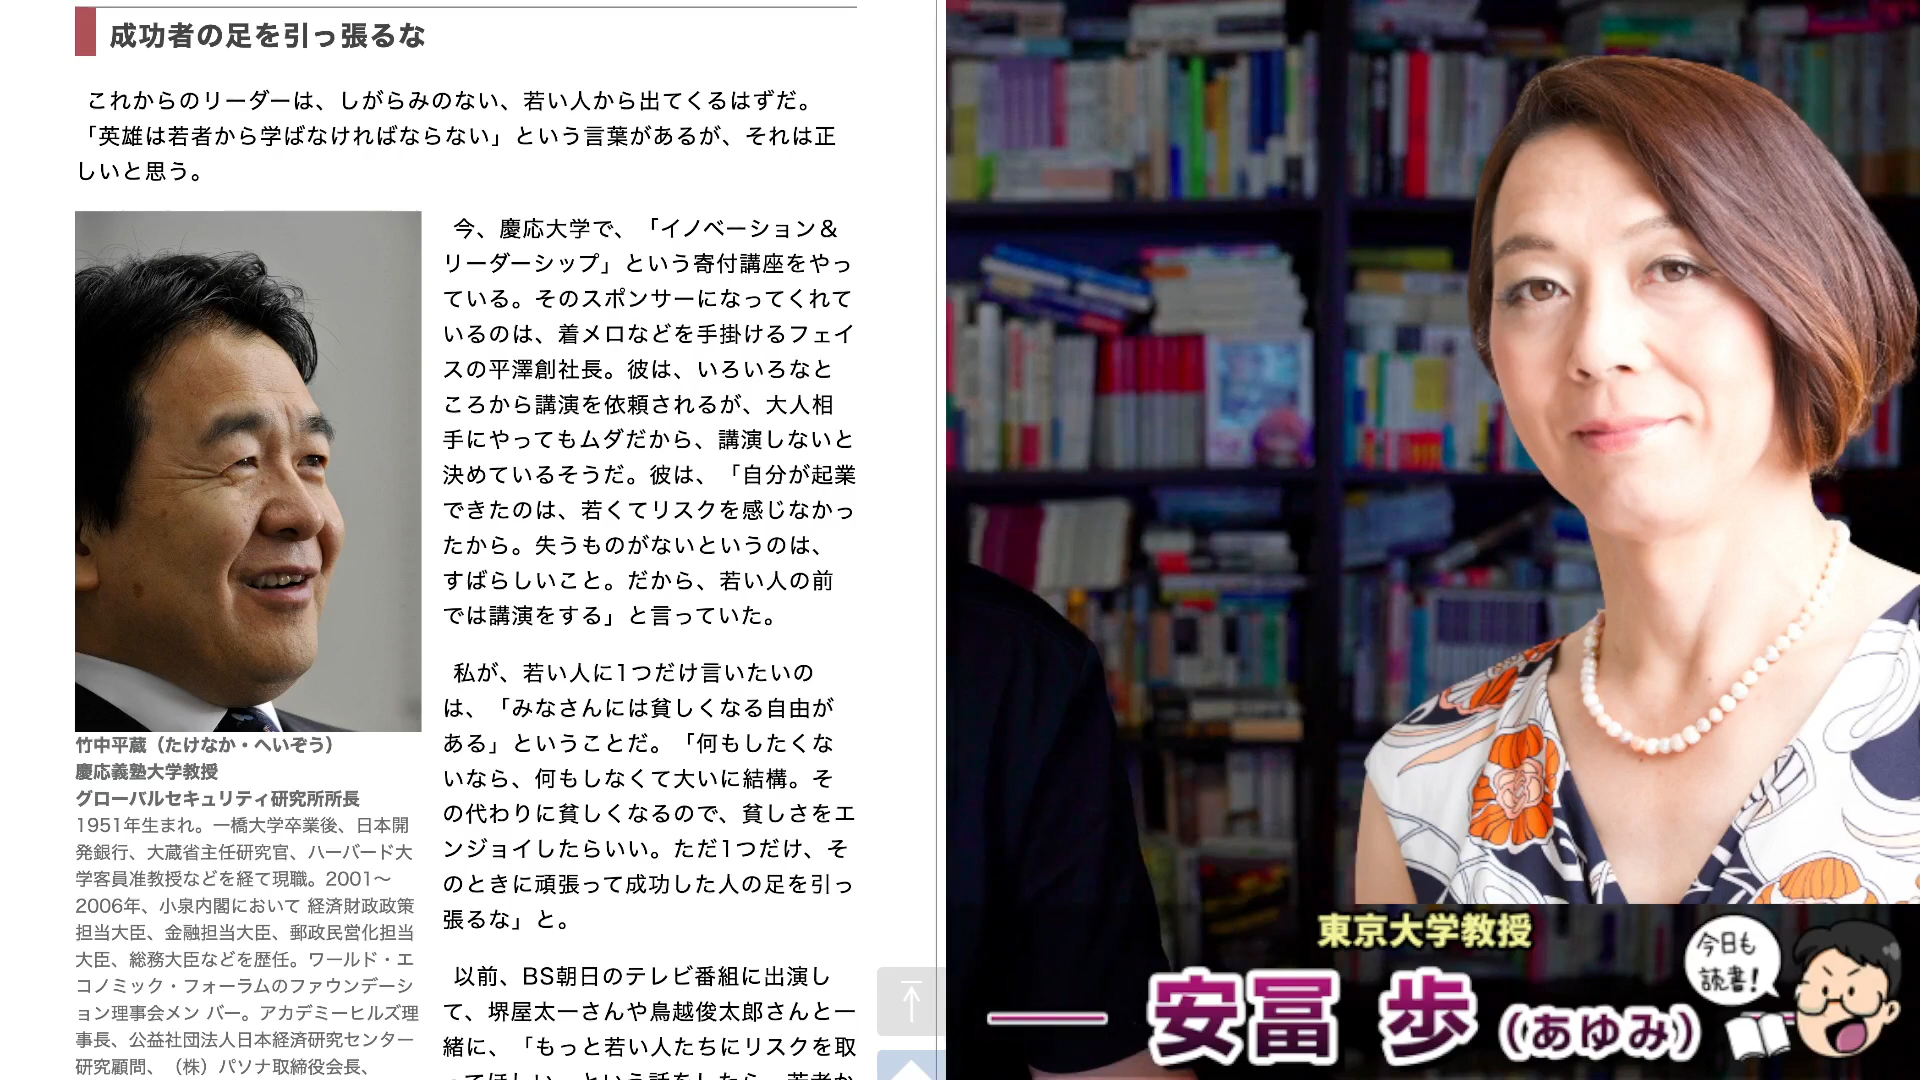 成功者の足を引っ張るな
これからのリーダーは、しがらみのない、若い人から出てくるはずだ。
「英雄は若者から学ばなければならない」という言葉があるが、それは正
しいと思う。
今、慶応大学で、「イノベーション＆
リーダーシップ」という寄付講座をやっ
ている。そのスポンサーになってくれて
いるのは、着メロなどを手掛けるフェイ
スの平澤創社長。彼は、いろいろなと
ころから講演を依頼されるが、大人相
手にやってもムダだから、講演しないと
決めているそうだ。彼は、「自分が起業
できたのは、若くてリスクを感じなかっ
たから。失うものがないというのは、
すばらしいこと。だから、若い人の前
では講演をする」と言っていた。
私が、若い人に1つだけ言いたいの
は、「みなさんには貧しくなる自由が
ある」ということだ。「何もしたくな
いなら、何もしなくて大いに結構。そ
の代わりに貧しくなるので、貧しさをエ
ンジョイしたらいい。ただ1つだけ、そ
のときに頑張って成功した人の足を引っ
張るな」と。
以前、BS朝日のテレビ番組に出演し
て、堺屋太一さんや鳥越俊太郎さんと一
緒に、「もっと若い人たちにリスクを取
ってほしい」という話をしたら、若者か
竹中平蔵（たけなか・へいぞう）
慶応義塾大学教授
グローバルセキュリティ研究所所長
1951年生まれ。一橋大学卒業後、日本開
発銀行、大蔵省主任研究官、ハーバード大
学客員准教授などを経て現職。2001～
2006年、小泉内閣において 経済財政政策
担当大臣、金融担当大臣、郵政民営化担当
大臣、総務大臣などを歴任。ワールド・エ
コノミック・フォーラムのファウンデーシ
ョン理事会メン バー。アカデミーヒルズ理
事長、公益社団法人日本経済研究センター
研究顧問、（株）パソナ取締役会長、
東京大学教授
安冨 歩（あゆみ）
今日も
読書！